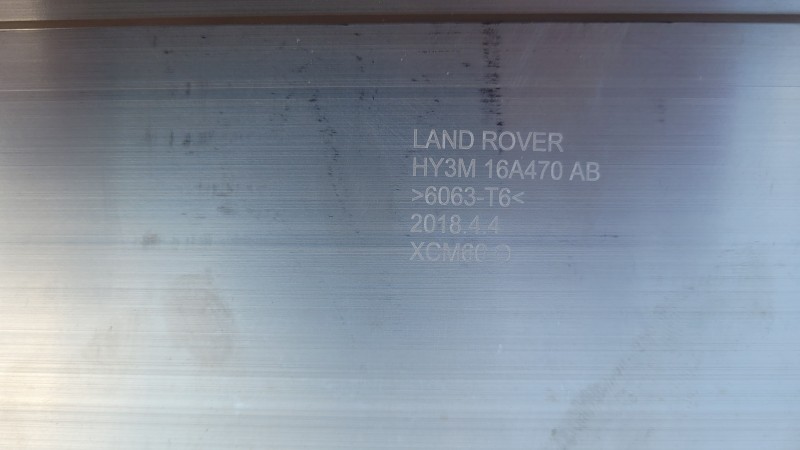 LAND ROVER
HY3M 16A470 AB
>6063-T6<
2018.4.4